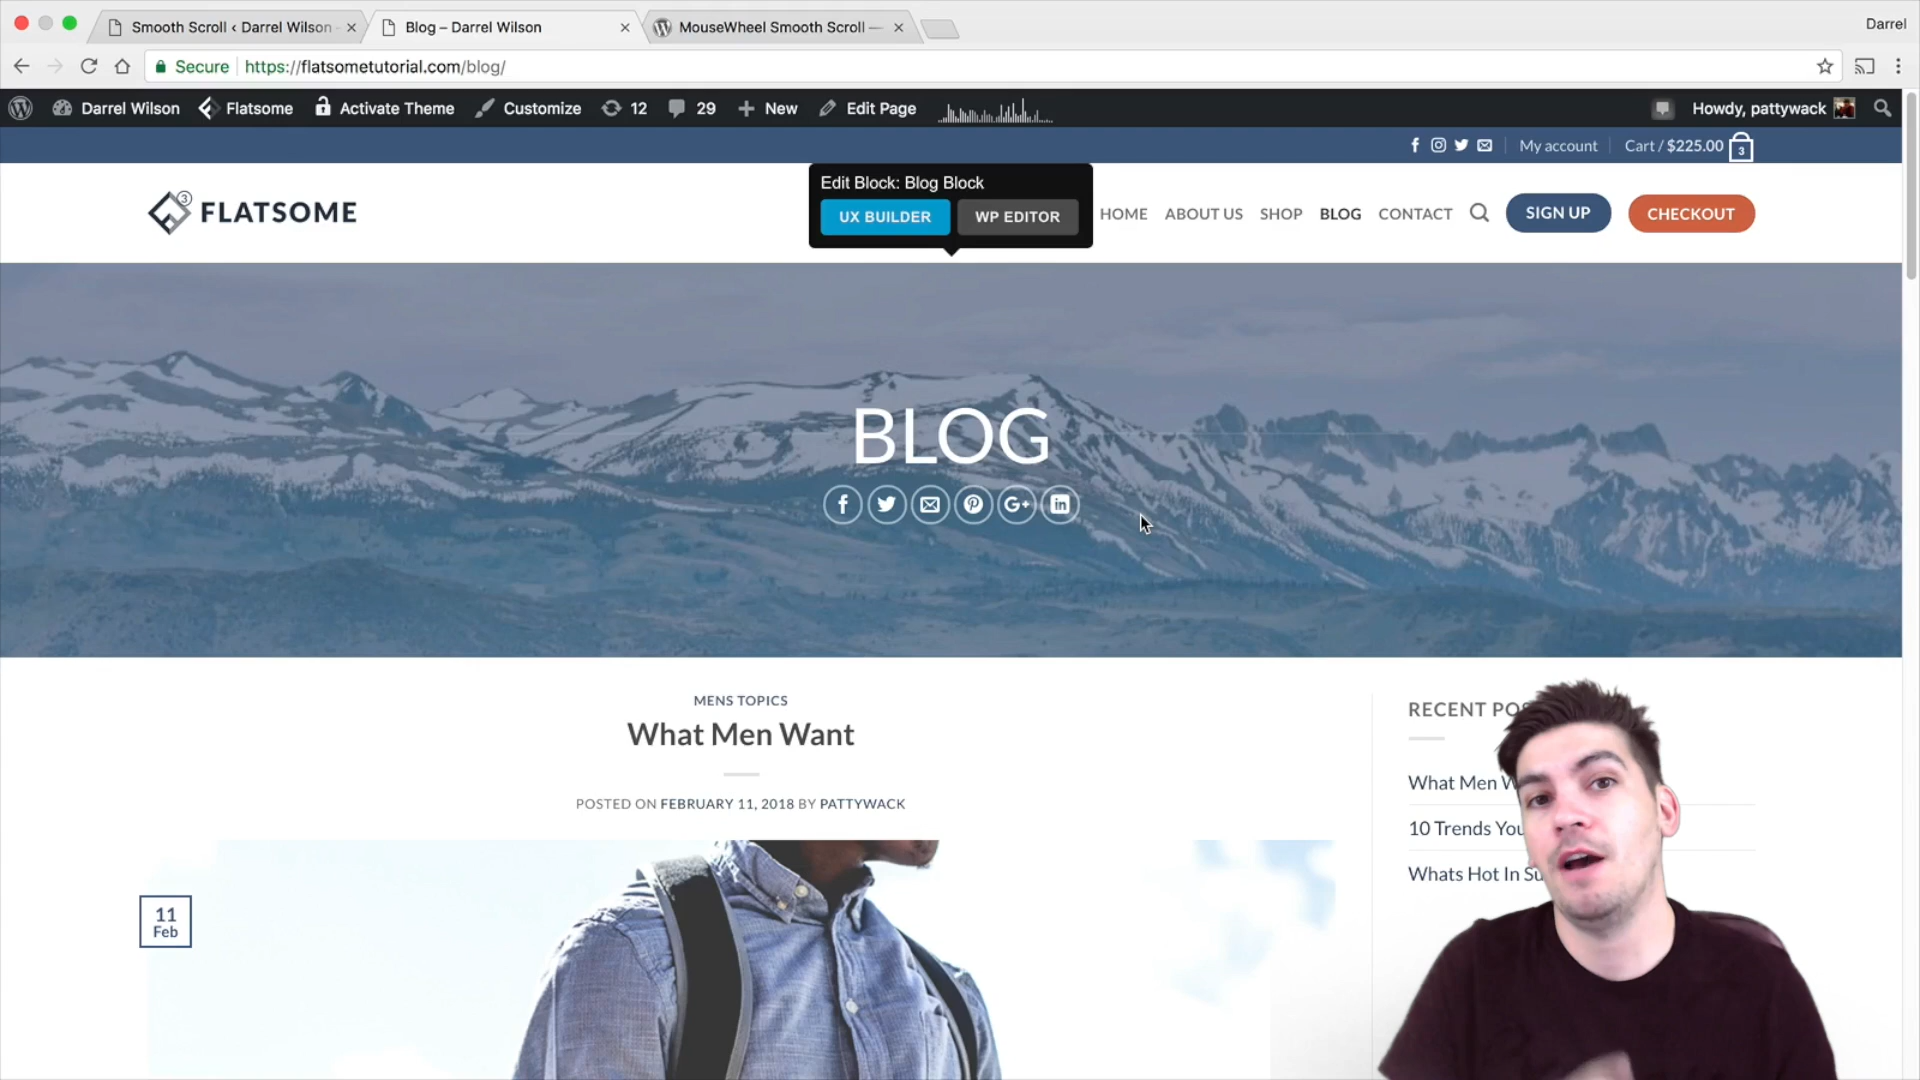 Smooth Scroll ‹ Darrel Wilson
Blog – Darrel Wilson
MouseWheel Smooth Scroll —
Darrel
Secure
https://flatsometutorial.com/blog/
Darrel Wilson
Flatsome
Activate Theme
Customize
12
29
New
Edit Page
Howdy, pattywack
My account
Cart / $225.00
3
Edit Block: Blog Block
UX BUILDER
WP EDITOR
3
FLATSOME
HOME
ABOUT US
SHOP
BLOG
CONTACT
SIGN UP
CHECKOUT
BLOG
MENS TOPICS
What Men Want
POSTED ON FEBRUARY 11, 2018 BY PATTYWACK
11
Feb
RECENT
What Men
10 Trends You
Whats Hot In